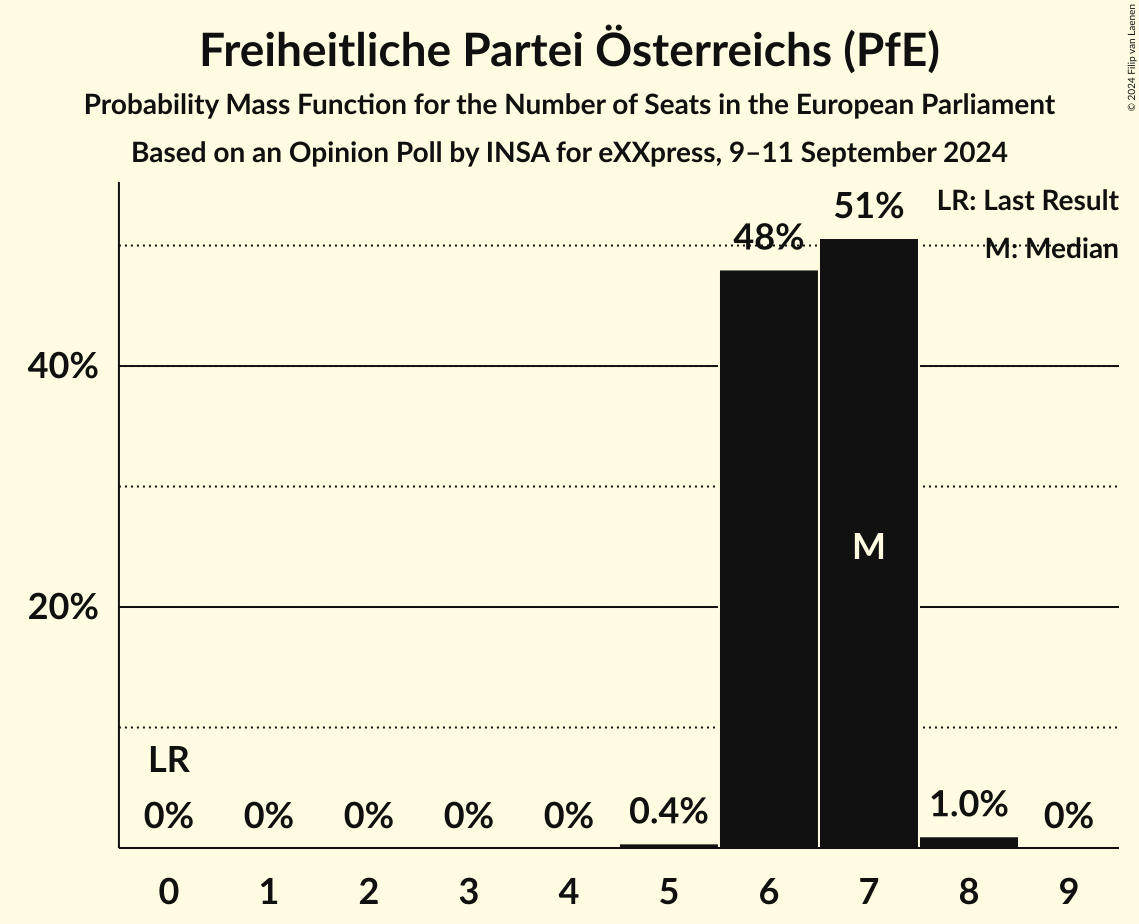 Freiheitliche Partei Österreichs (PfE)
Probability Mass Function for the Number of Seats in the European Parliament
Based on an Opinion Poll by INSA for eXXpress, 9–11 September 2024
© 2024 Filip van Laenen
LR: Last Result
M: Median
51%
48%
40%
M
20%
LR
0% 0% 0% 0% 0% 0.4% 1.0% 0%
0 1 2 3 4 5 6 7 8 9